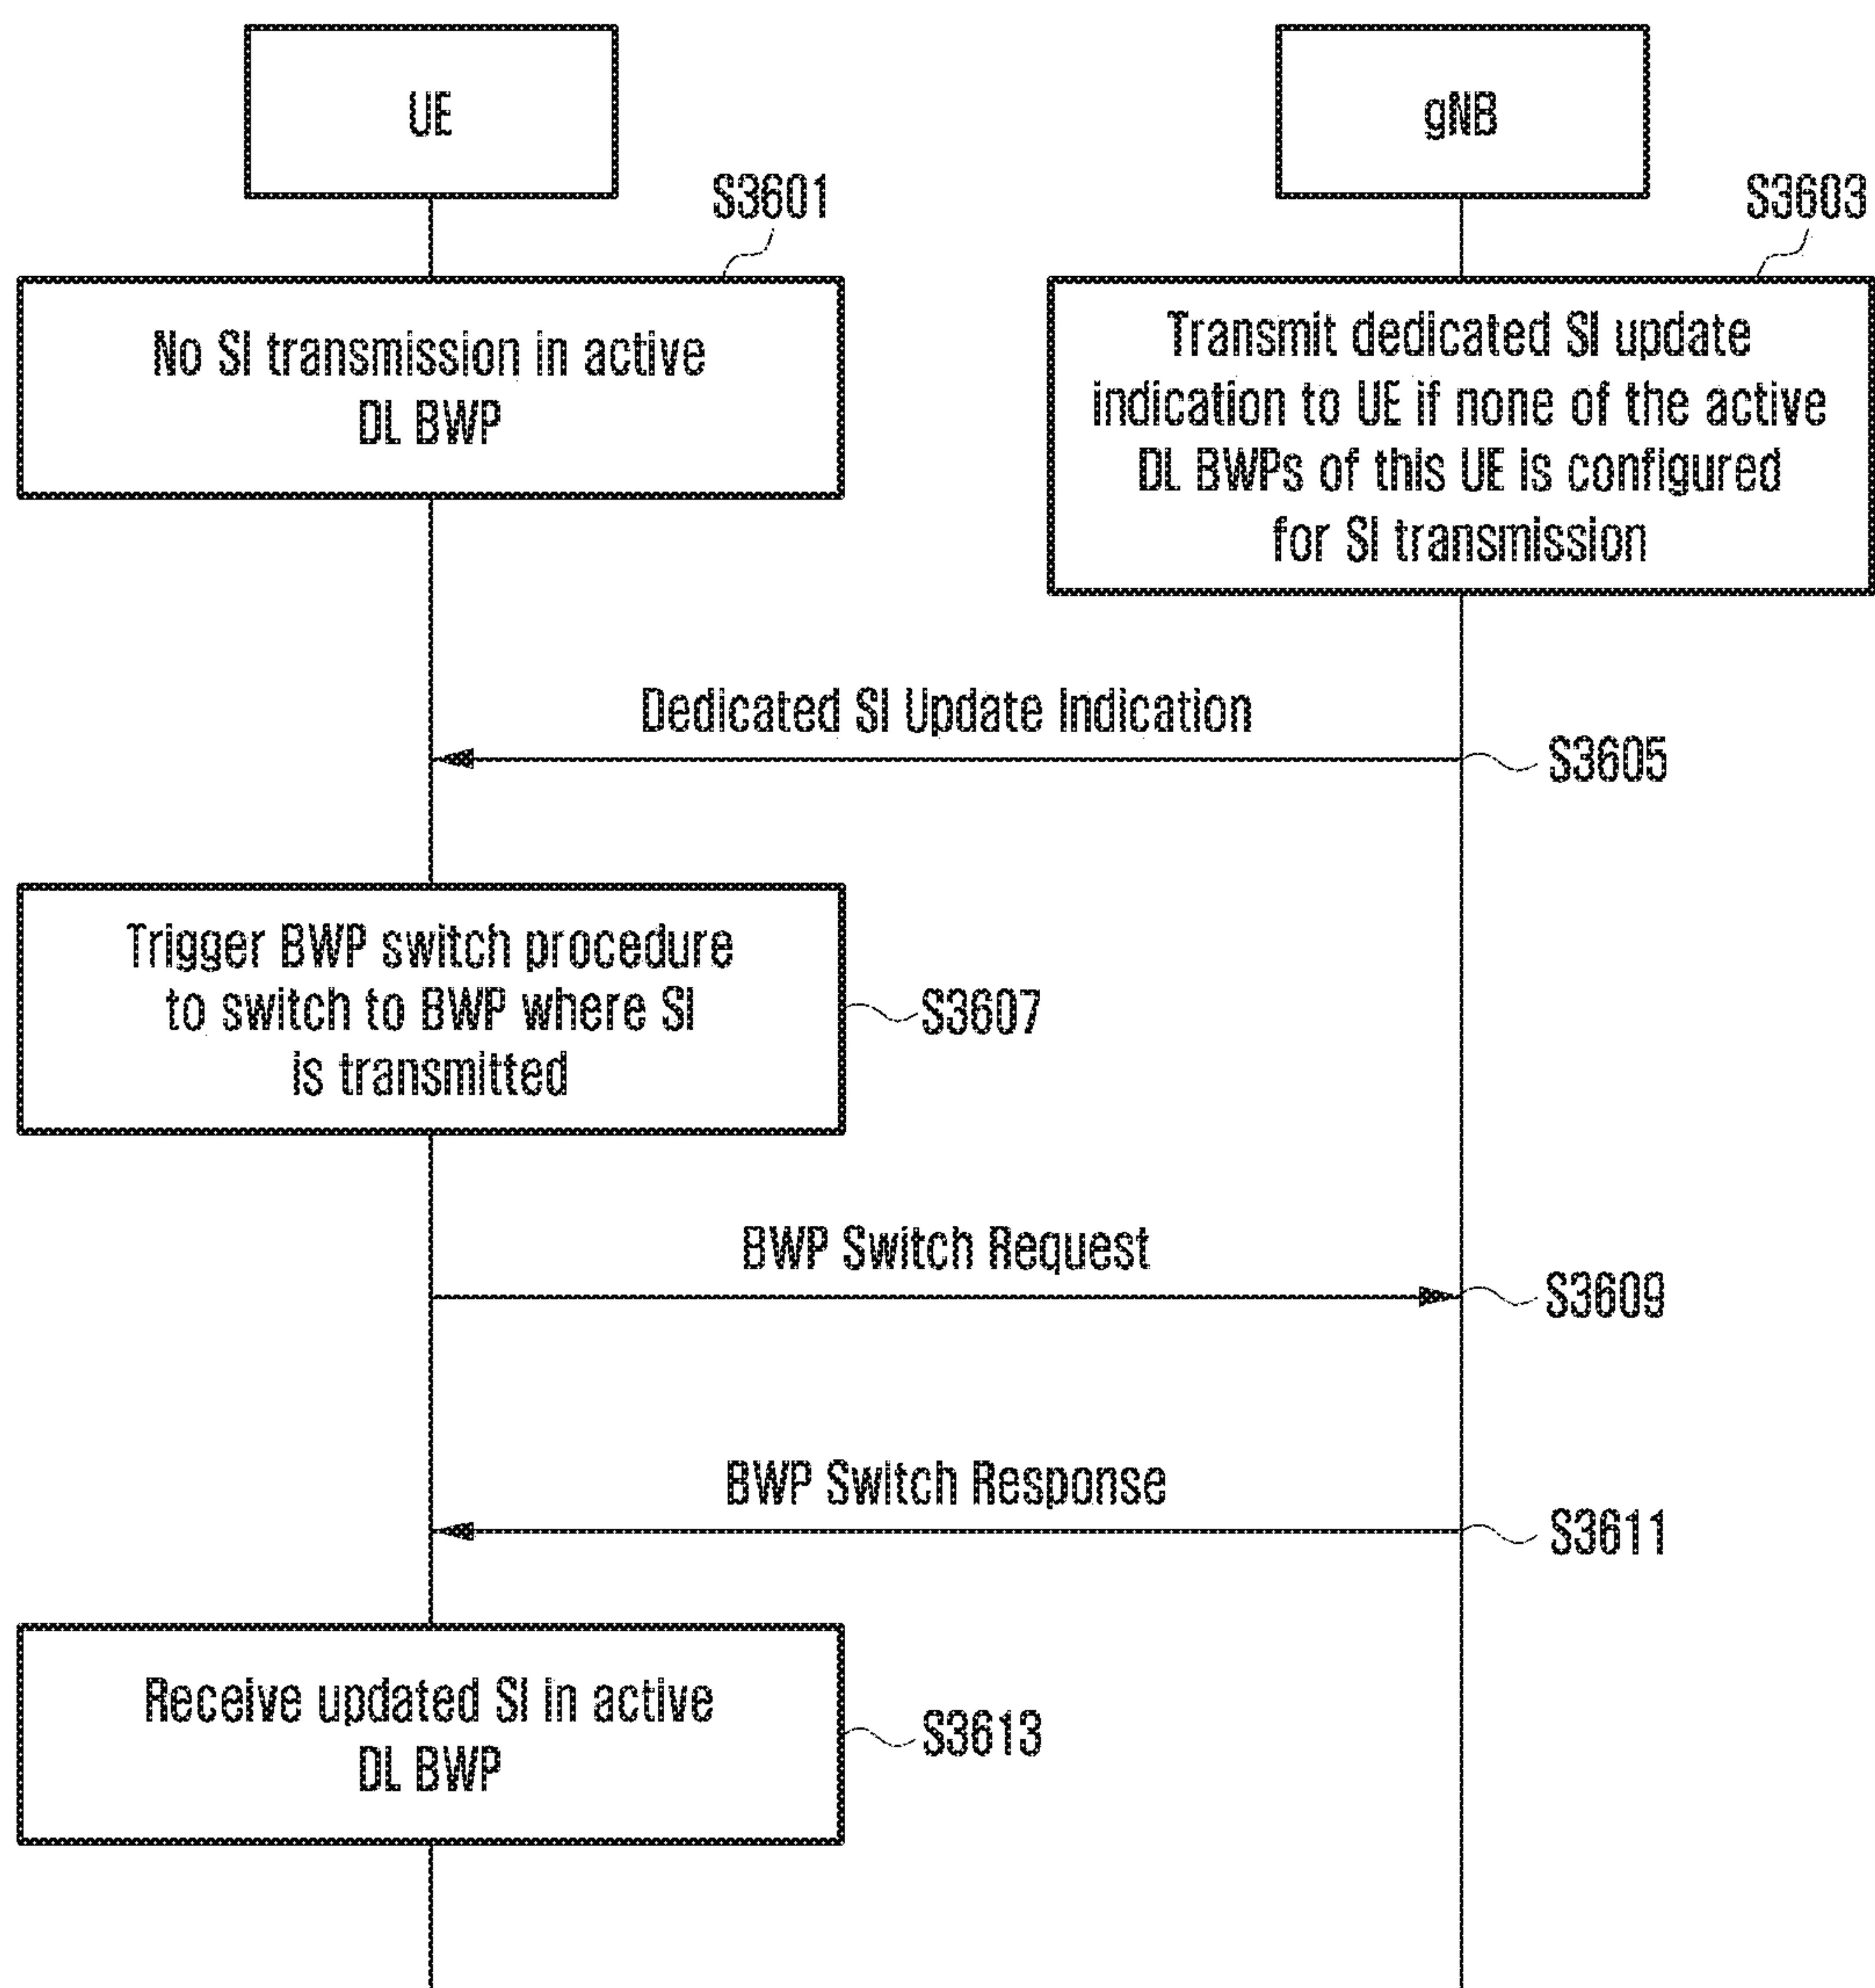 UE
gNB
S3601
S3603
No SI transmission in active
DL BWP
Transmit dedicated SI update
indication to UE if none of the active
DL BWPs of this UE is configured
for SI transmission
Dedicated SI Update Indication
S3605
Trigger BWP switch procedure
to switch to BWP where SI
is transmitted
S3607
BWP Switch Request
S3609
BWP Switch Response
S3611
Receive updated SI in active
DL BWP
S3613